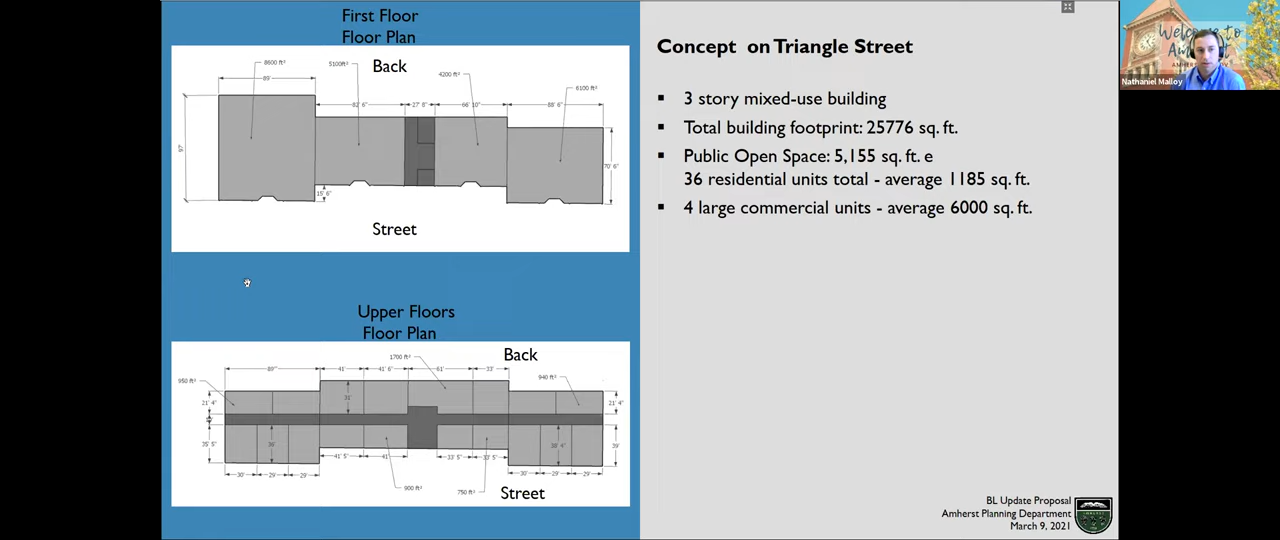 First Floor
Floor Plan
Back
8600 ft²
5100ft²
4200 ft²
6100 ft²
89'
82' 6"
27' 8"
66' 10"
88' 6"
97'
15' 6"
70' 6"
Street
Upper Floors
Floor Plan
Back
1700 ft²
950 ft²
940 ft²
89'
41'
41' 6"
61'
33'
21' 4"
31'
21' 4"
35' 5"
36'
38' 4"
39'
41' 5"
41'
33' 5"
33' 5"
30'
29'
29'
30'
29'
29'
900 ft²
750 ft²
Street
Concept on Triangle Street
▪ 3 story mixed-use building
▪ Total building footprint: 25776 sq. ft.
▪ Public Open Space: 5,155 sq. ft. e
36 residential units total - average 1185 sq. ft.
▪ 4 large commercial units - average 6000 sq. ft.
BL Update Proposal
Amherst Planning Department
March 9, 2021
Welcome to
Amherst
Nathaniel Malloy